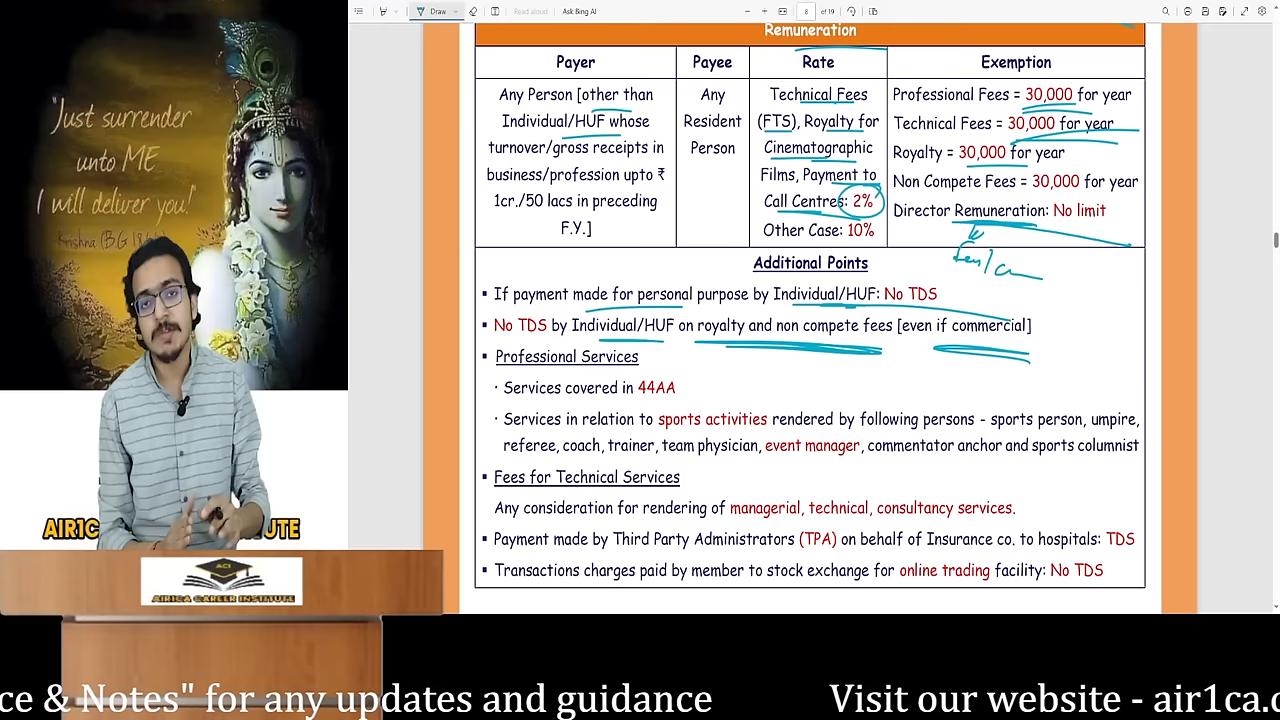 Draw
Read aloud
Ask Bing AI
8
of 19
"Just surrender
unto ME
I will deliver you!"
Krishna (B.G 18
Remuneration
Payer
Payee
Rate
Exemption
Any Person [other than
Individual/HUF whose
turnover/gross receipts in
business/profession upto ₹
1cr./50 lacs in preceding
F.Y.]
Any
Resident
Person
Technical Fees
(FTS), Royalty for
Cinematographic
Films, Payment to
Call Centres: 2%
Other Case: 10%
Professional Fees = 30,000 for year
Technical Fees = 30,000 for year
Royalty = 30,000 for year
Non Compete Fees = 30,000 for year
Director Remuneration: No limit
Additional Points
▪ If payment made for personal purpose by Individual/HUF: No TDS
▪ No TDS by Individual/HUF on royalty and non compete fees [even if commercial]
▪ Professional Services
· Services covered in 44AA
· Services in relation to sports activities rendered by following persons - sports person, umpire,
referee, coach, trainer, team physician, event manager, commentator anchor and sports columnist
▪ Fees for Technical Services
Any consideration for rendering of managerial, technical, consultancy services.
▪ Payment made by Third Party Administrators (TPA) on behalf of Insurance co. to hospitals: TDS
▪ Transactions charges paid by member to stock exchange for online trading facility: No TDS
AIR1C UTE
ACI
AIR1CA CAREER INSTITUTE
ce & Notes" for any updates and guidance Visit our website - air1ca.c